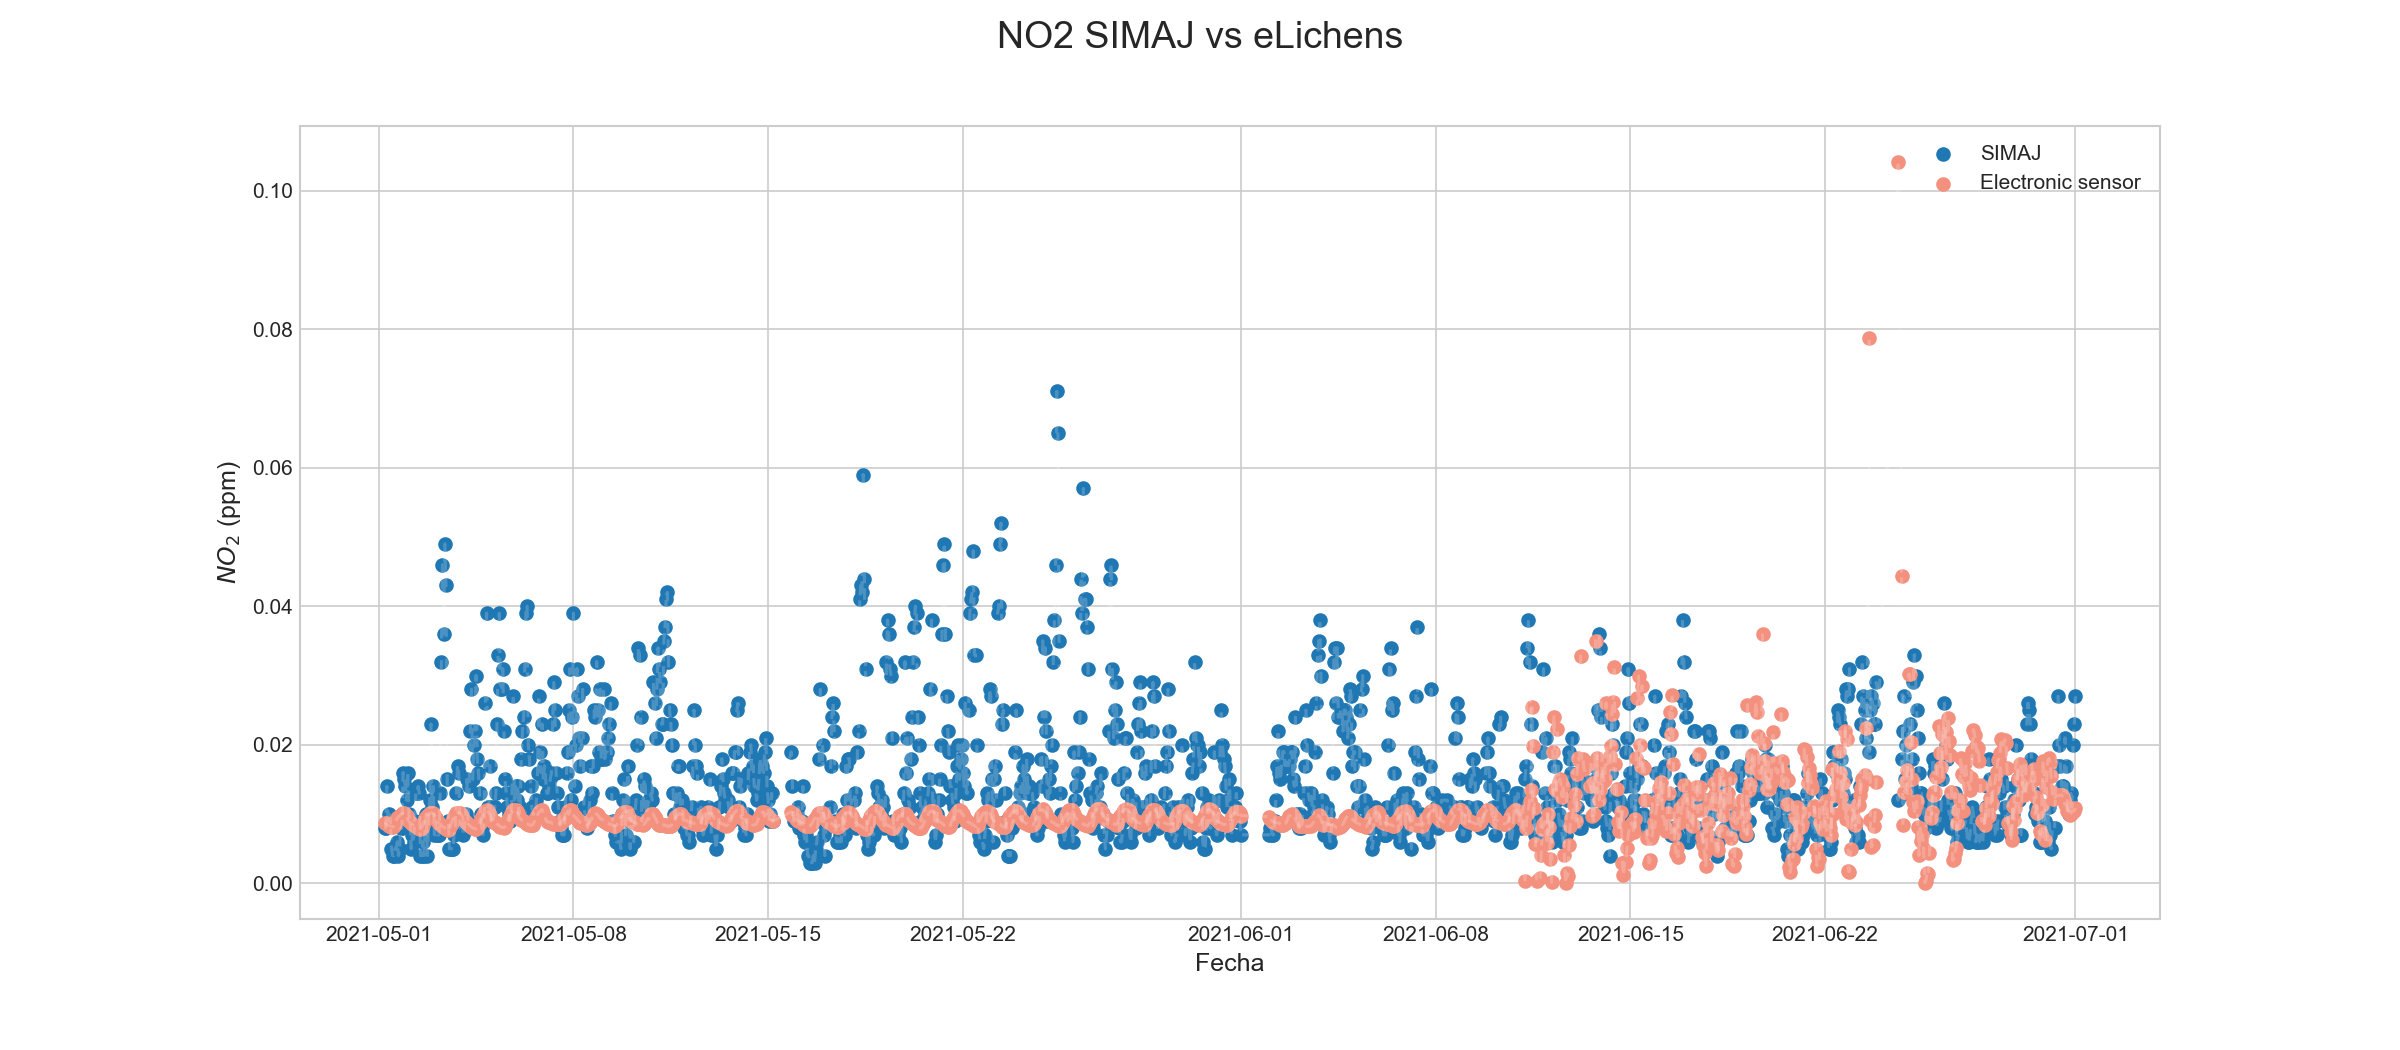 NO2 SIMAJ vs eLichens
SIMAJ
Electronic sensor
0.10
0.08
0.06
0.04
0.02
0.00
NO₂ (ppm)
2021-05-01 2021-05-08 2021-05-15 2021-05-22 2021-06-01 2021-06-08 2021-06-15 2021-06-22 2021-07-01
Fecha